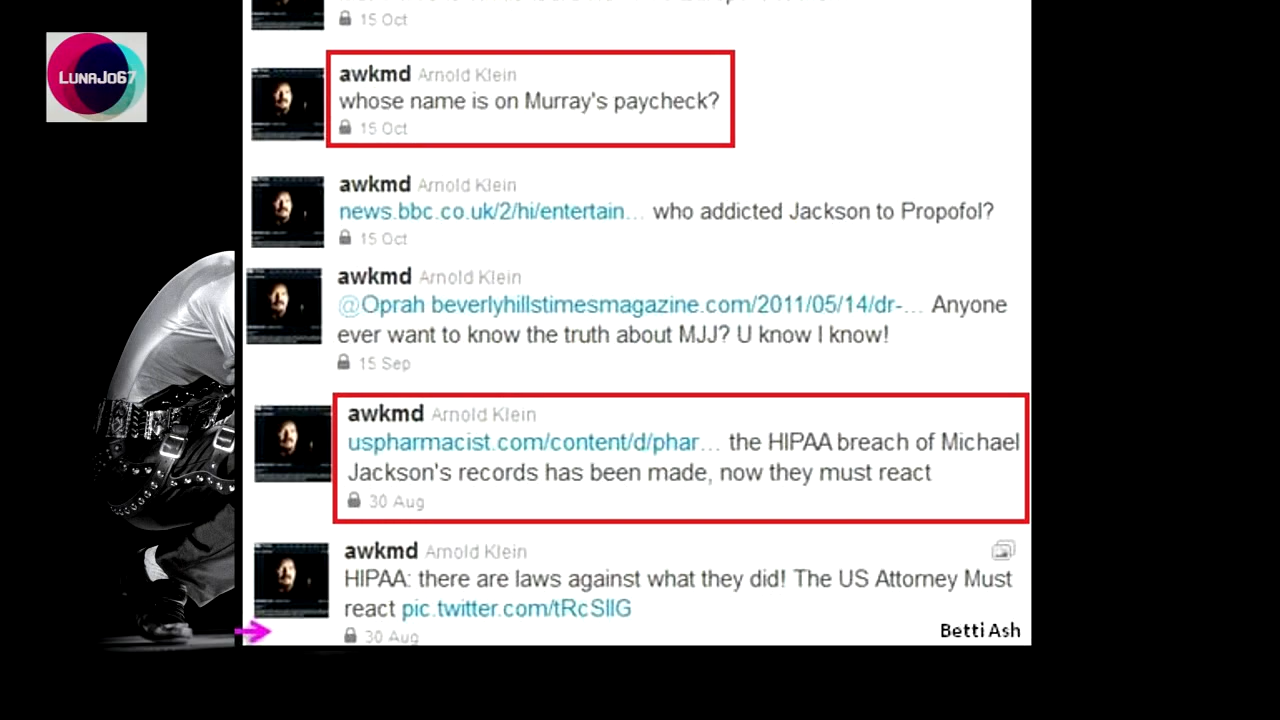 LUNAJO67
15 Oct
awkmd Arnold Klein
whose name is on Murray's paycheck?
15 Oct
awkmd Arnold Klein
news.bbc.co.uk/2/hi/entertain... who addicted Jackson to Propofol?
15 Oct
awkmd Arnold Klein
@Oprah beverlyhillstimesmagazine.com/2011/05/14/dr-... Anyone
ever want to know the truth about MJJ? U know I know!
15 Sep
awkmd Arnold Klein
uspharmacist.com/content/d/phar... the HIPAA breach of Michael
Jackson's records has been made, now they must react
30 Aug
awkmd Arnold Klein
HIPAA: there are laws against what they did! The US Attorney Must
react pic.twitter.com/tRcSllG
30 Aug
Betti Ash